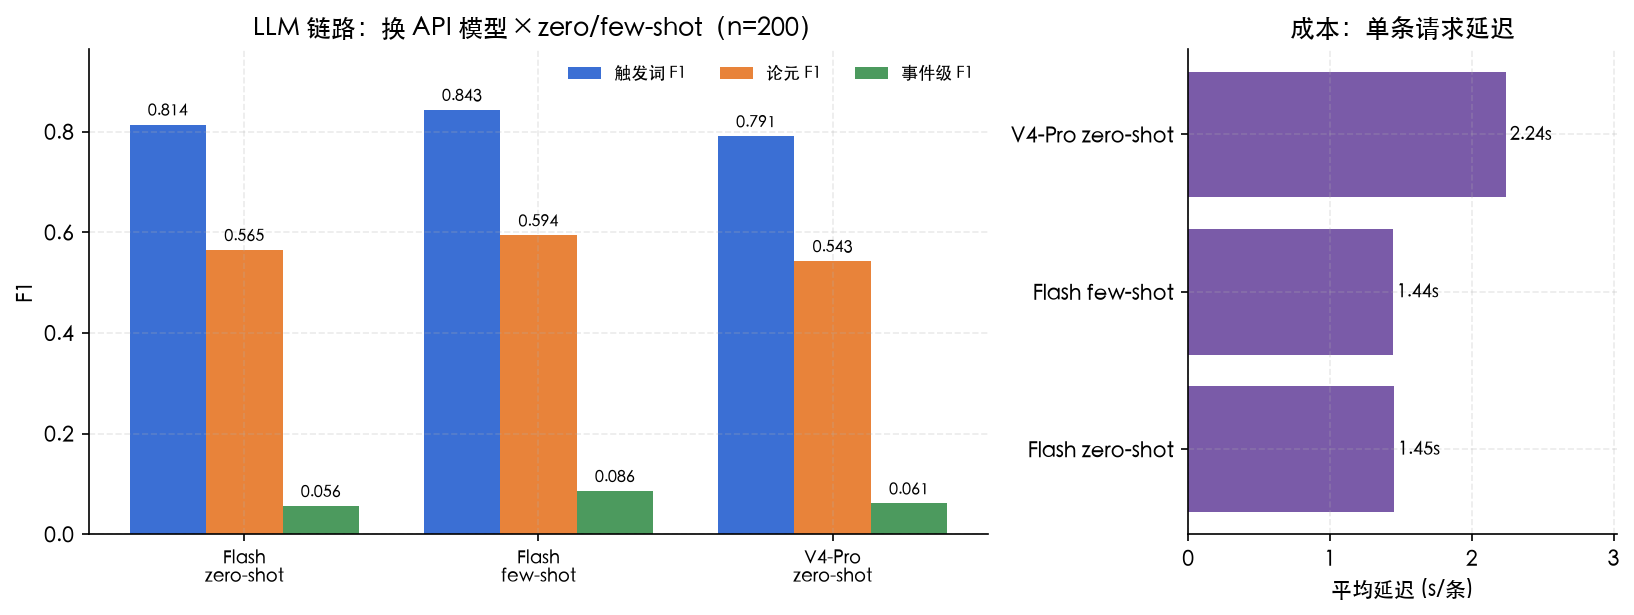 LLM 链路：换 API 模型 × zero/few-shot（n=200）
触发词 F1
论元 F1
事件级 F1
F1
0.8
0.6
0.4
0.2
0.0
0.814
0.565
0.056
0.843
0.594
0.086
0.791
0.543
0.061
Flash
zero-shot
Flash
few-shot
V4-Pro
zero-shot
成本：单条请求延迟
V4-Pro zero-shot
2.24s
Flash few-shot
1.44s
Flash zero-shot
1.45s
0
1
2
3
平均延迟 (s/条)